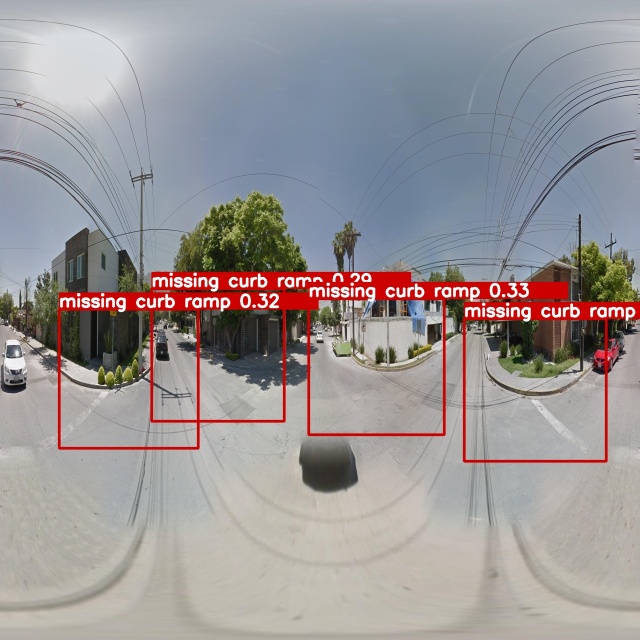 missing curb ramp 0.29
missing curb ramp 0.33
missing curb ramp 0.32
missing curb ramp